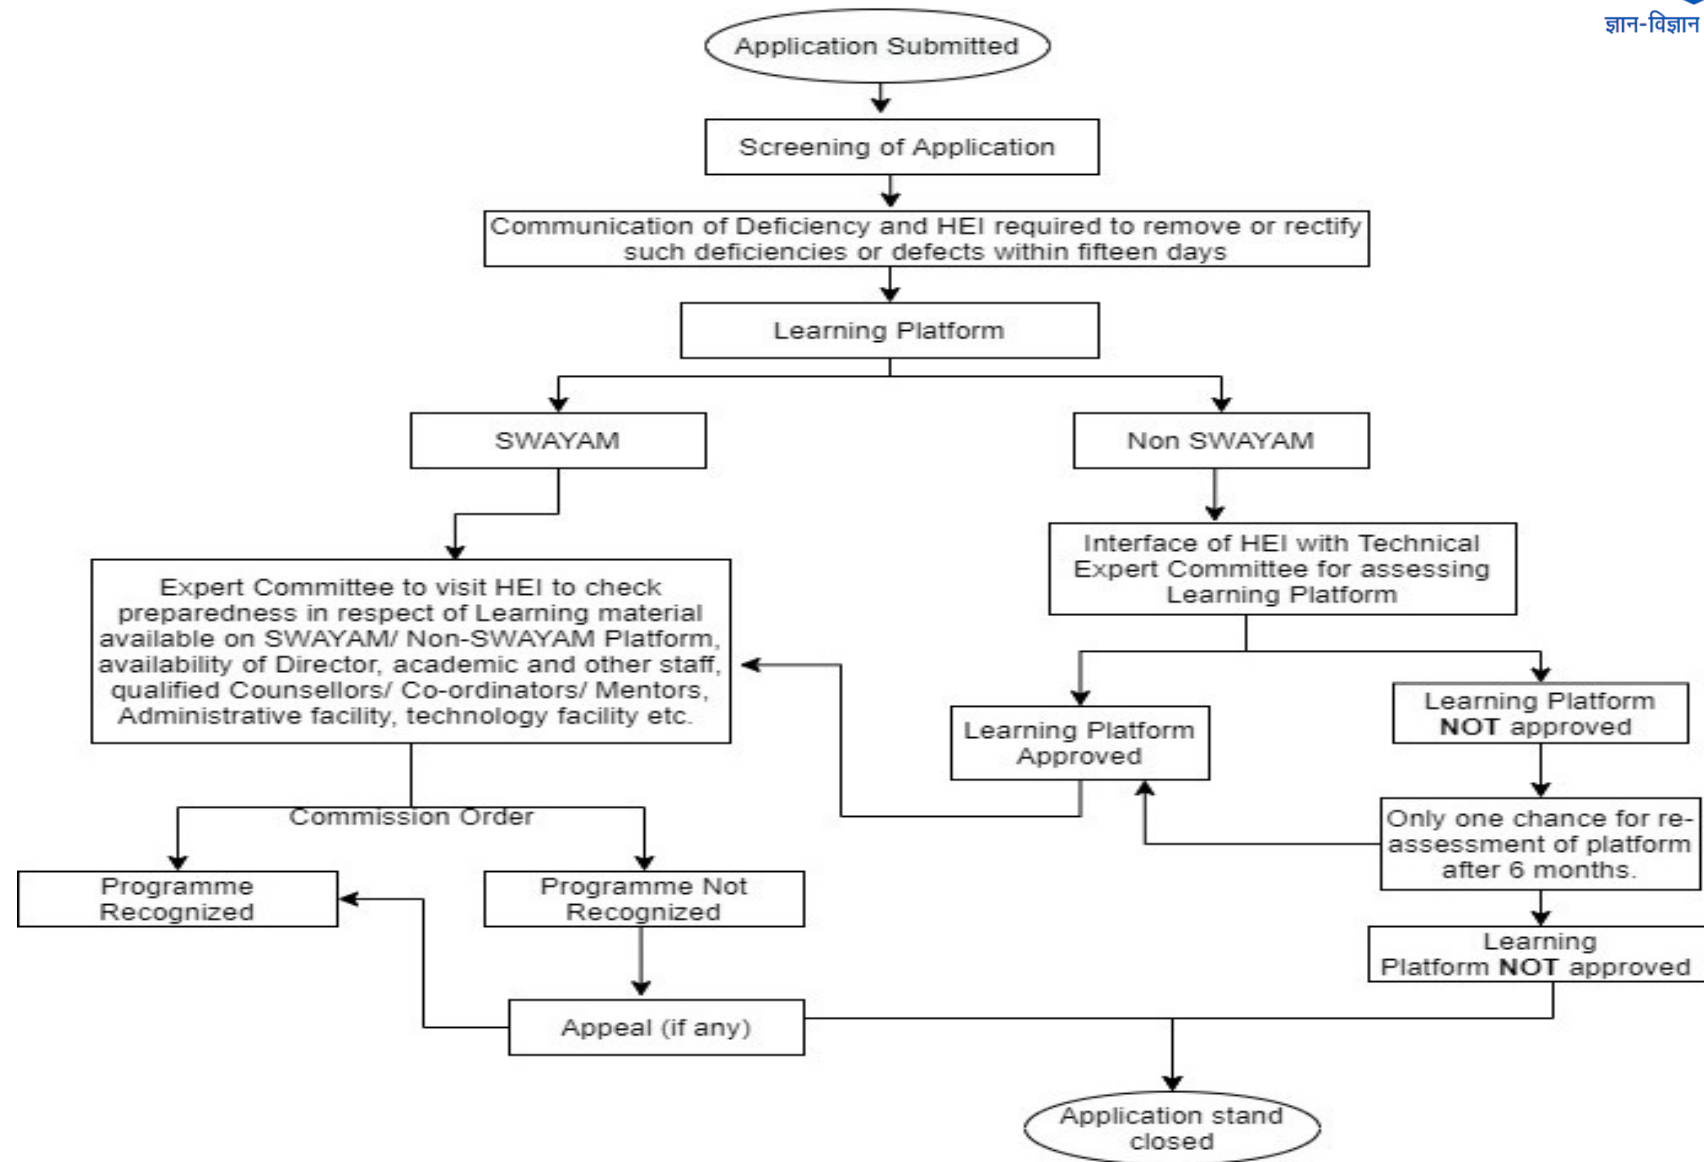 ज्ञान-विज्ञान
Application Submitted
Screening of Application
Communication of Deficiency and HEI required to remove or rectify
such deficiencies or defects within fifteen days
Learning Platform
SWAYAM
Non SWAYAM
Expert Committee to visit HEI to check
preparedness in respect of Learning material
available on SWAYAM/ Non-SWAYAM Platform,
availability of Director, academic and other staff,
qualified Counsellors/ Co-ordinators/ Mentors,
Administrative facility, technology facility etc.
Interface of HEI with Technical
Expert Committee for assessing
Learning Platform
Learning Platform
Approved
Learning Platform
NOT approved
Only one chance for re-
assessment of platform
after 6 months.
Learning
Platform NOT approved
Commission Order
Programme
Recognized
Programme Not
Recognized
Appeal (if any)
Application stand
closed